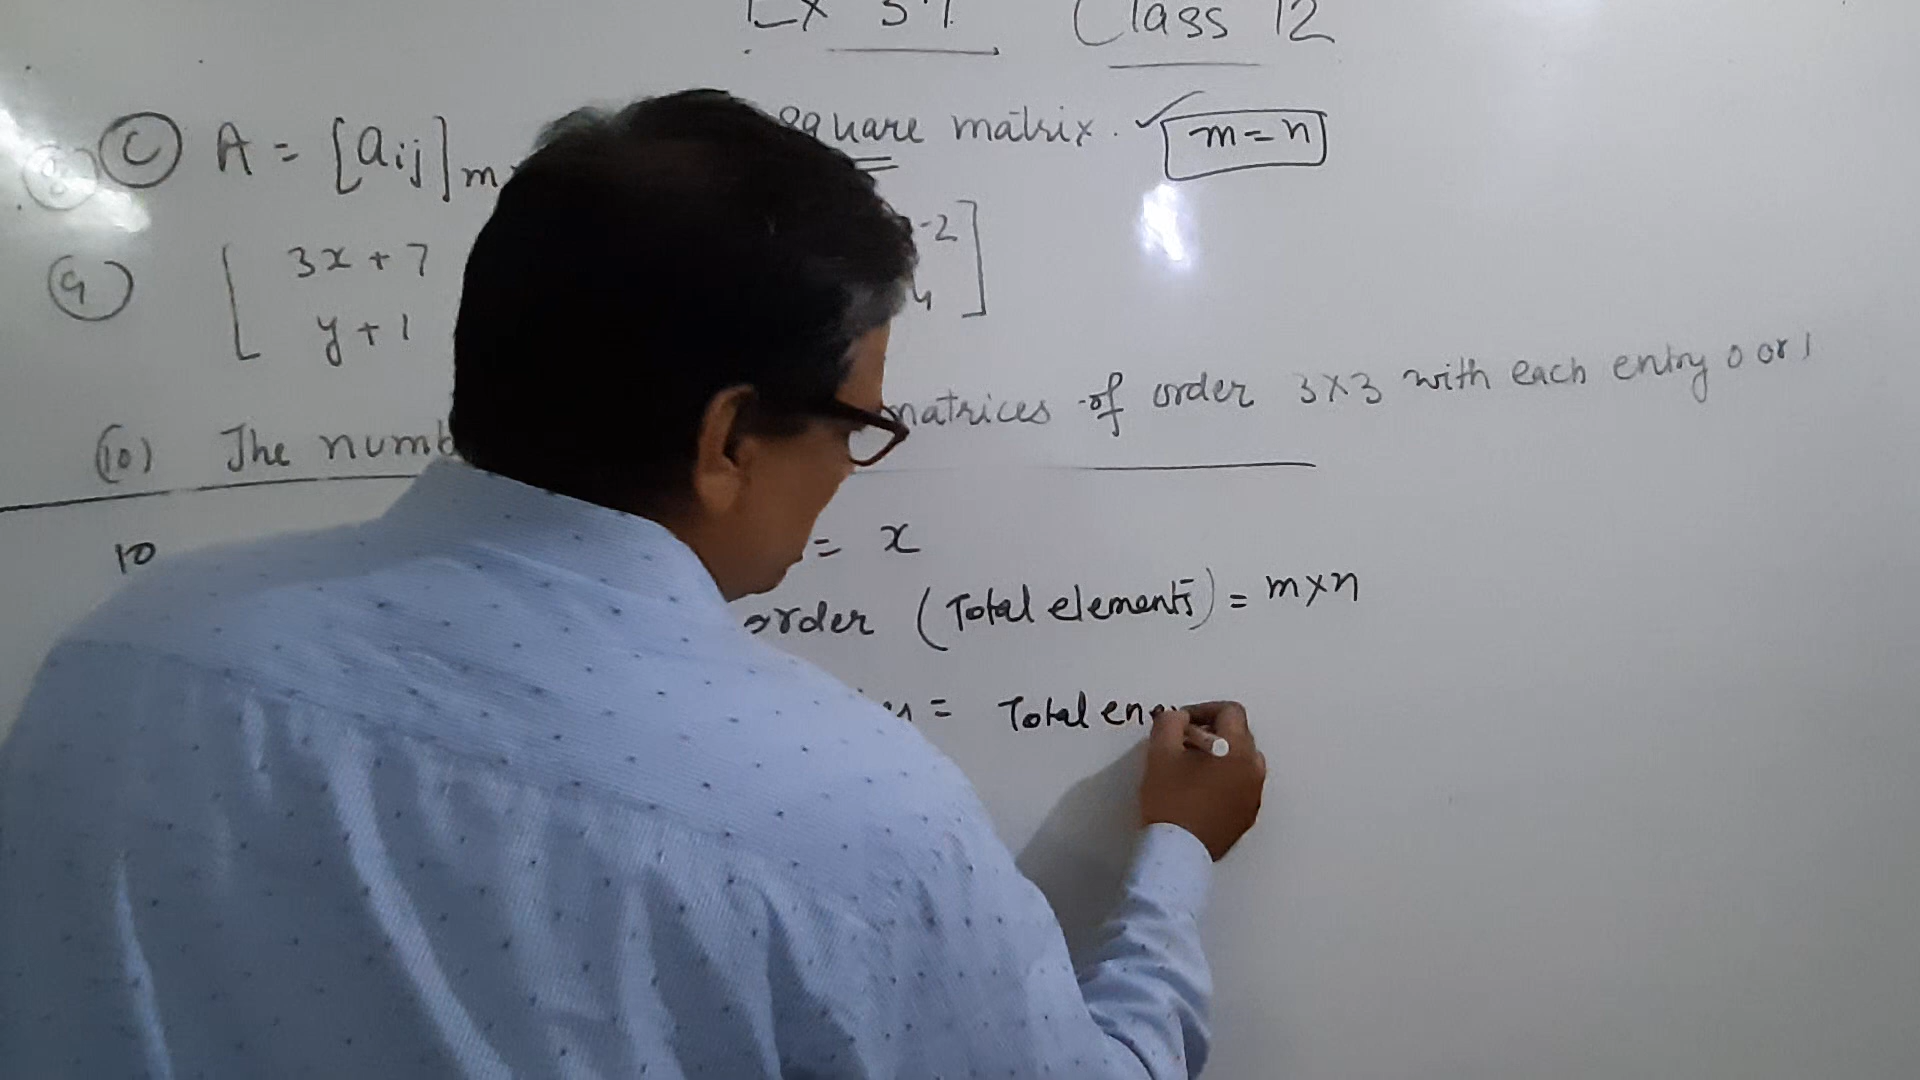 Ex 3.1 Class 12
(8) (C) A = [aij]m square matrix. ✓ m = n
(9) [ 3x + 7 -2 ]
y + 1 4
(10) The numb matrices of order 3×3 with each entry 0 or 1
10 = x
order (Total elements) = m×n
= Total